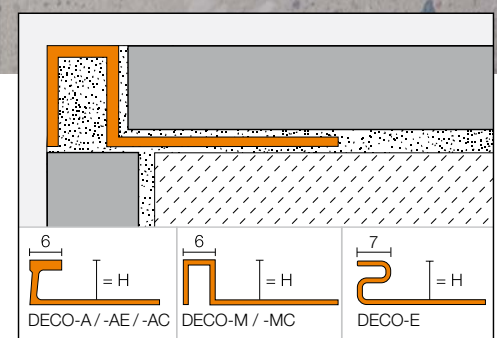 6
= H
DECO-A / -AE / -AC
6
= H
DECO-M / -MC
7
= H
DECO-E